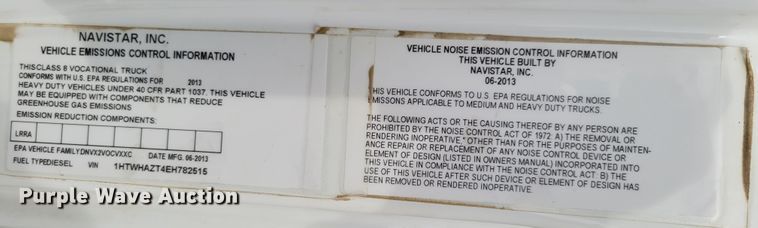 NAVISTAR, INC.
VEHICLE EMISSIONS CONTROL INFORMATION
THIS CLASS 8 VOCATIONAL TRUCK
CONFORMS WITH U.S. EPA REGULATIONS FOR 2013
HEAVY DUTY VEHICLES UNDER 40 CFR PART 1037. THIS VEHICLE
MAY BE EQUIPPED WITH COMPONENTS THAT REDUCE
GREENHOUSE GAS EMISSIONS
EMISSION REDUCTION COMPONENTS:
LRRA
EPA VEHICLE FAMILY:DNVX2VOCVXXC DATE MFG. 06-2013
FUEL TYPEDIESEL VIN 1HTWHAZT4EH782515
VEHICLE NOISE EMISSION CONTROL INFORMATION
THIS VEHICLE BUILT BY
NAVISTAR, INC.
06-2013
HIS VEHICLE CONFORMS TO U.S. EPA REGULATIONS FOR NOISE
EMISSONS APPLICABLE TO MEDIUM AND HEAVY DUTY TRUCKS.
THE FOLLOWING ACTS OR THE CAUSING THEREOF BY ANY PERSON ARE
PROHIBITED BY THE NOISE CONTROL ACT OF 1972: A) THE REMOVAL OR
RENDERING INOPERATIVE," OTHER THAN FOR THE PURPOSES OF MAINTEN-
ANCE REPAIR OR REPLACEMENT OF ANY NOISE CONTROL DEVICE OR
ELEMENT OF DESIGN (LISTED IN OWNERS MANUAL) INCORPORATED INTO
THIS VEHICLE IN COMPLIANCE WITH THE NOISE CONTROL ACT: B) THE
USE OF THIS VEHICLE AFTER SUCH DEVICE OR ELEMENT OF DESIGN HAS
BEEN REMOVED OR RENDERED INOPERATIVE.
Purple Wave Auction